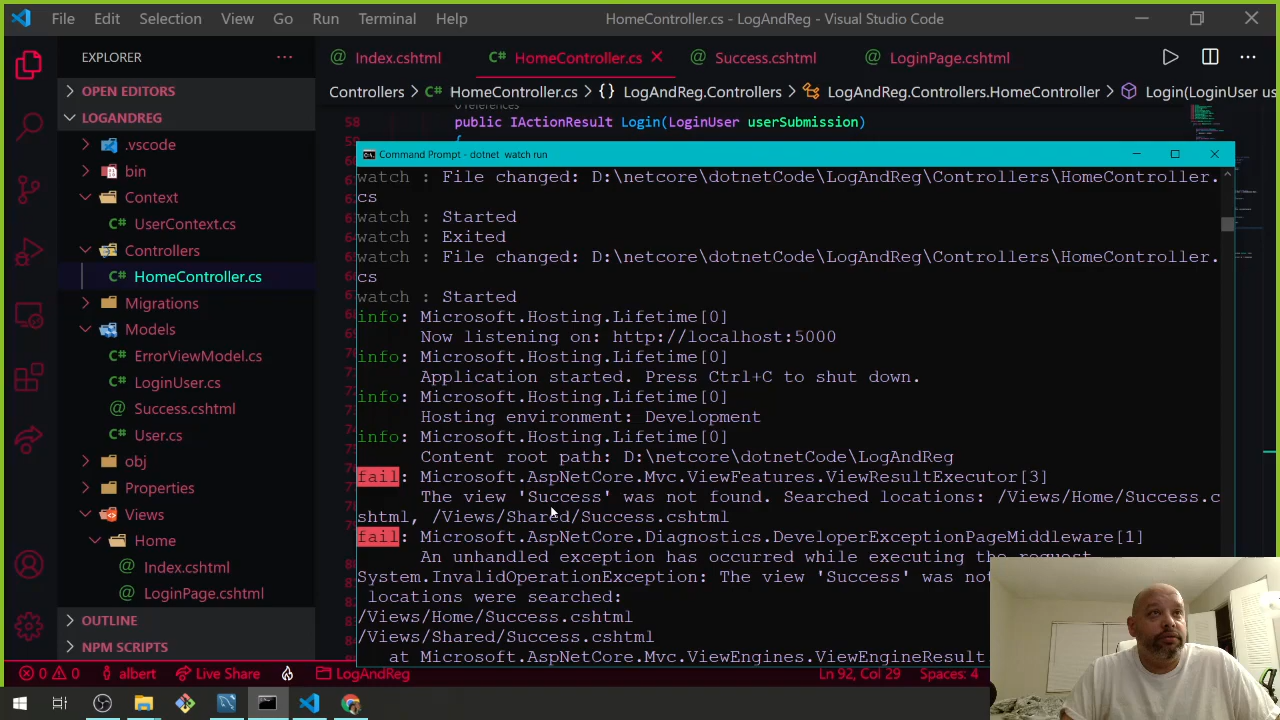 File Edit Selection View Go Run Terminal Help HomeController.cs - LogAndReg - Visual Studio Code
EXPLORER
Index.cshtml HomeController.cs Success.cshtml LoginPage.cshtml
OPEN EDITORS
Controllers > HomeController.cs > {} LogAndReg.Controllers > LogAndReg.Controllers.HomeController > Login(LoginUser us
LOGANDREG
.vscode
bin
Context
UserContext.cs
Controllers
HomeController.cs
Migrations
Models
ErrorViewModel.cs
LoginUser.cs
Success.cshtml
User.cs
obj
Properties
Views
Home
Index.cshtml
LoginPage.cshtml
OUTLINE
NPM SCRIPTS
0 references
58 public IActionResult Login(LoginUser userSubmission)
59 {
Command Prompt - dotnet watch run
watch : File changed: D:\netcore\dotnetCode\LogAndReg\Controllers\HomeController.
cs
watch : Started
watch : Exited
watch : File changed: D:\netcore\dotnetCode\LogAndReg\Controllers\HomeController.
cs
watch : Started
info: Microsoft.Hosting.Lifetime[0]
Now listening on: http://localhost:5000
info: Microsoft.Hosting.Lifetime[0]
Application started. Press Ctrl+C to shut down.
info: Microsoft.Hosting.Lifetime[0]
Hosting environment: Development
info: Microsoft.Hosting.Lifetime[0]
Content root path: D:\netcore\dotnetCode\LogAndReg
fail: Microsoft.AspNetCore.Mvc.ViewFeatures.ViewResultExecutor[3]
The view 'Success' was not found. Searched locations: /Views/Home/Success.c
shtml, /Views/Shared/Success.cshtml
fail: Microsoft.AspNetCore.Diagnostics.DeveloperExceptionPageMiddleware[1]
An unhandled exception has occurred while executing the request.
System.InvalidOperationException: The view 'Success' was no
locations were searched:
/Views/Home/Success.cshtml
/Views/Shared/Success.cshtml
at Microsoft.AspNetCore.Mvc.ViewEngines.ViewEngineResult
0 0 albert Live Share LogAndReg Ln 92, Col 29 Spaces: 4